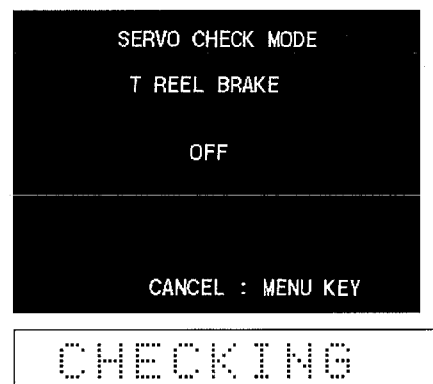 SERVO CHECK MODE
T REEL BRAKE
OFF
CANCEL : MENU KEY
CHECKING